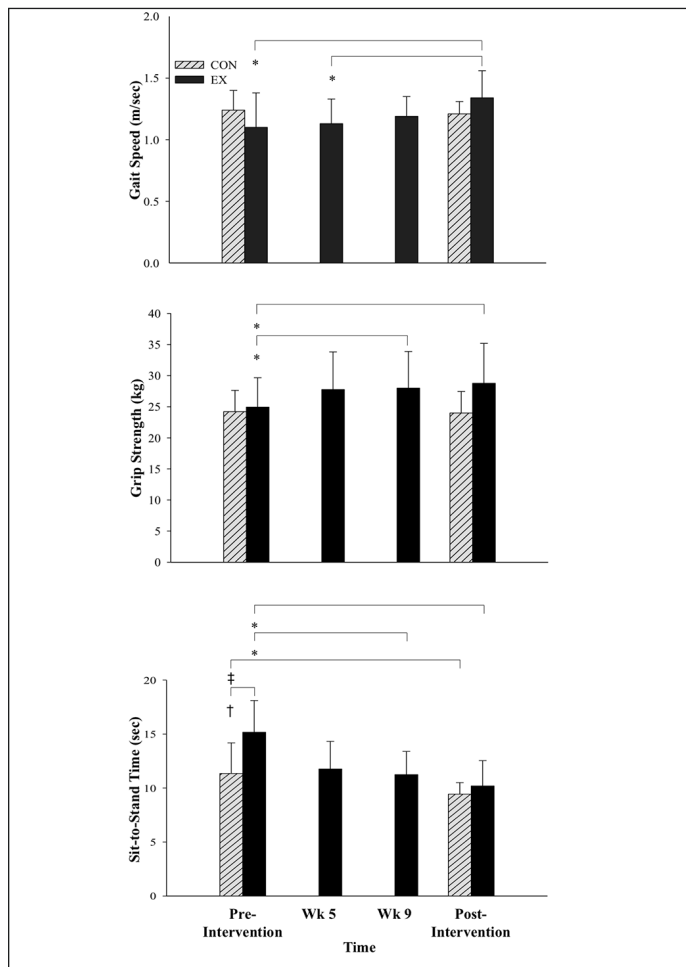 2.0
CON
EX
*
*
1.5
1.0
0.5
0.0
Gait Speed (m/sec)
40
35
30
25
20
15
10
5
0
*
*
Grip Strength (kg)
*
*
20
15
10
5
0
‡
†
Sit-to-Stand Time (sec)
Pre-
Intervention
Wk 5
Wk 9
Post-
Intervention
Time